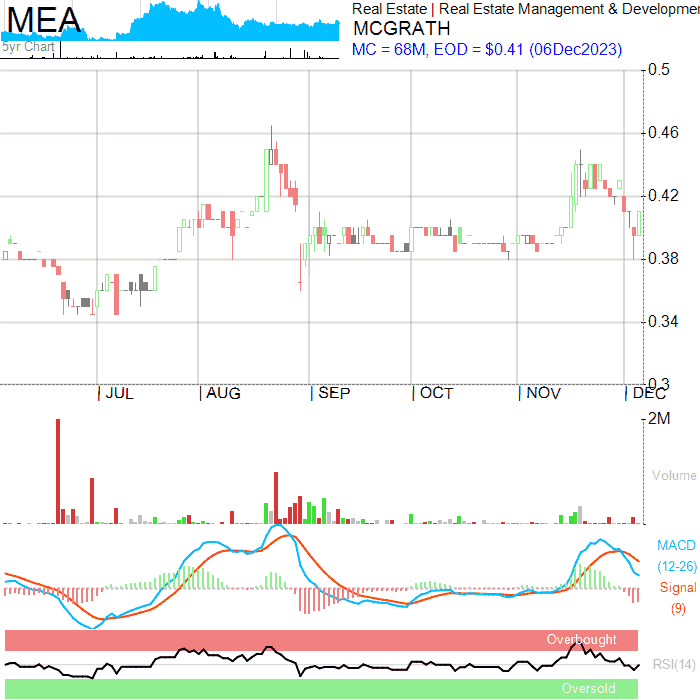 MEA
5yr Chart
Real Estate | Real Estate Management & Developmen
MCGRATH
MC = 68M, EOD = $0.41 (06Dec2023)
0.5
0.46
0.42
0.38
0.34
0.3
JUL AUG SEP OCT NOV DEC
2M
Volume
MACD
(12-26)
Signal
(9)
Overbought
RSI(14)
Oversold